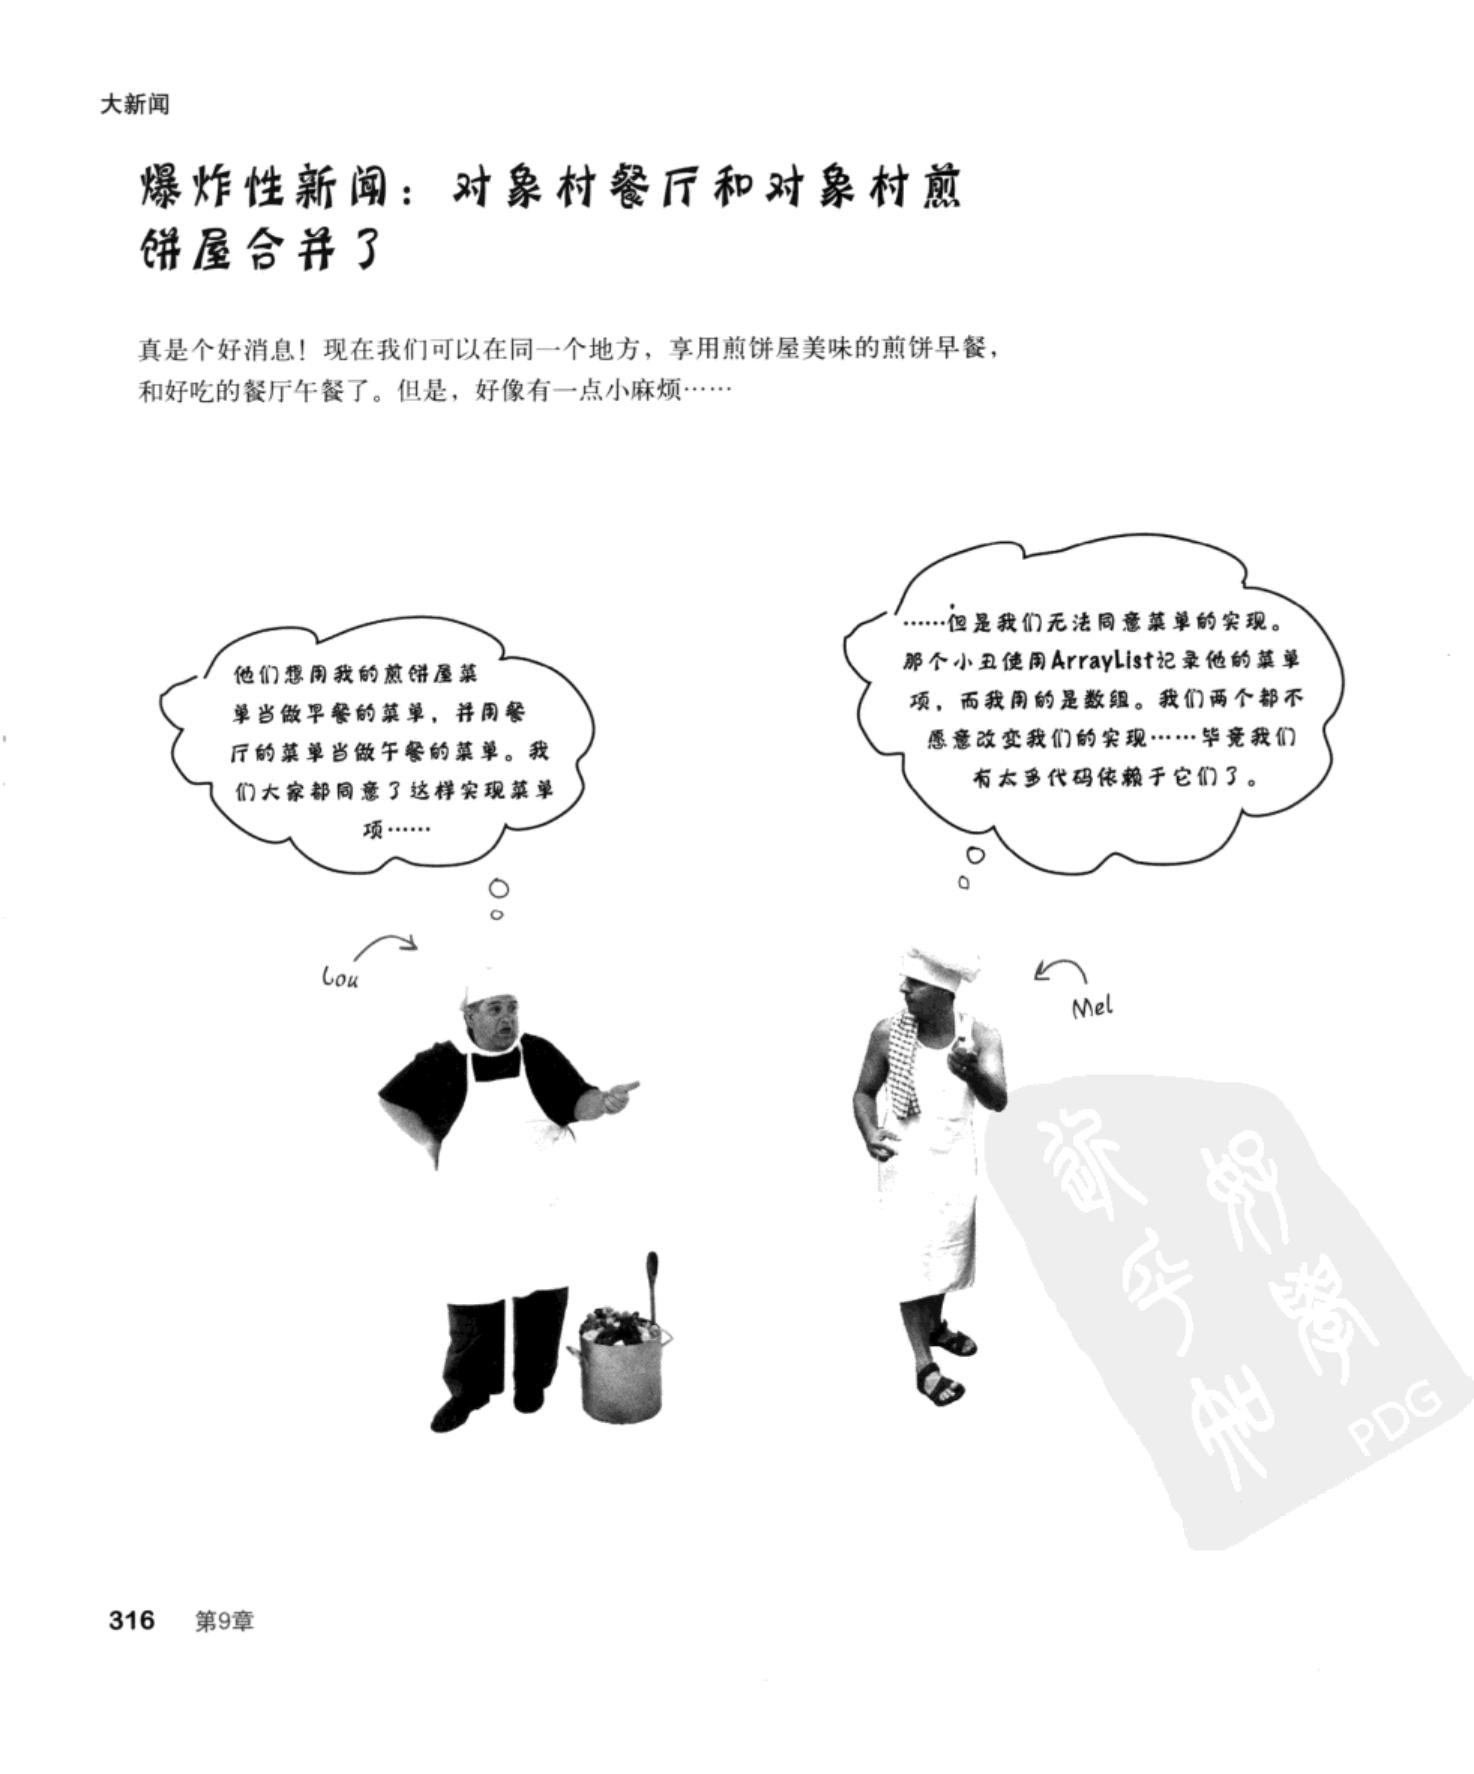 大新闻
爆炸性新闻：对象村餐厅和对象村煎
饼屋合并了
真是个好消息！现在我们可以在同一个地方，享用煎饼屋美味的煎饼早餐，
和好吃的餐厅午餐了。但是，好像有一点小麻烦……
他们想用我的煎饼屋菜
单当做早餐的菜单，并用餐
厅的菜单当做午餐的菜单。我
们大家都同意了这样实现菜单
项……
……但是我们无法同意菜单的实现。
那个小丑使用ArrayList记录他的菜单
项，而我用的是数组。我们两个都不
愿意改变我们的实现……毕竟我们
有太多代码依赖于它们了。
Lou
Mel
PDG
316 第9章